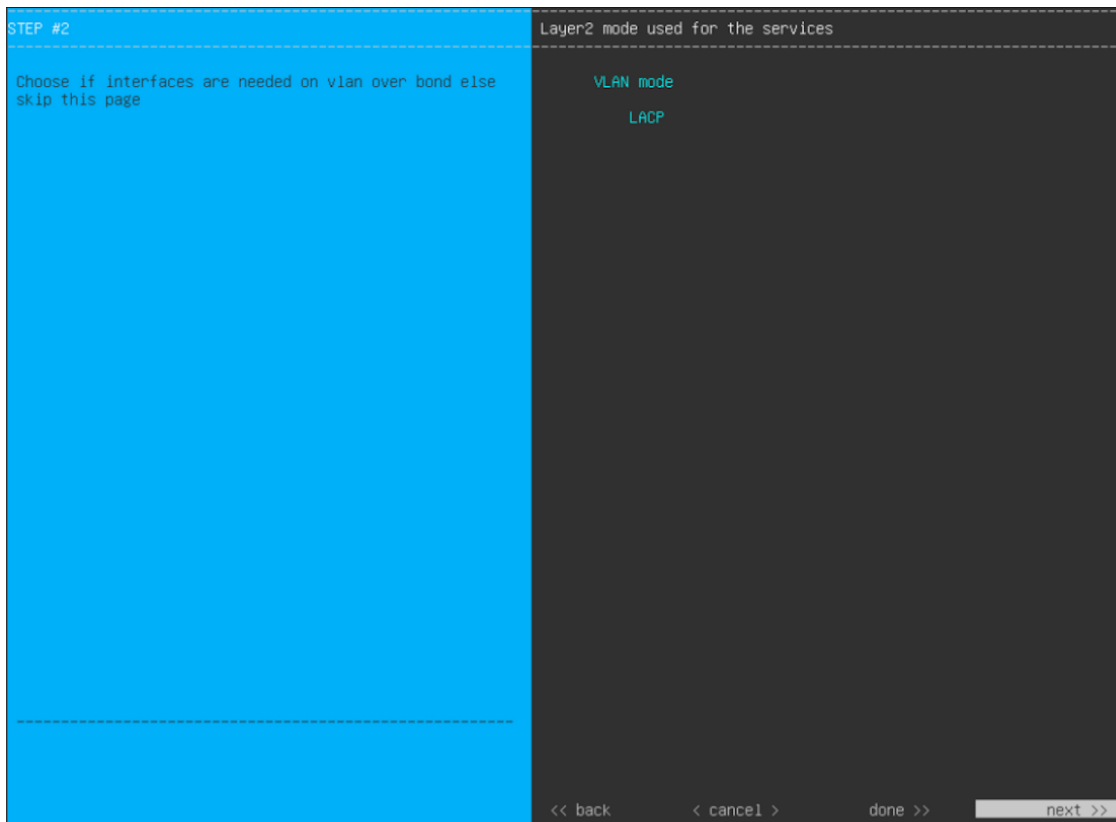 STEP #2
Choose if interfaces are needed on vlan over bond else
skip this page
Layer2 mode used for the services
VLAN mode
LACP
<< back < cancel > done >> next >>